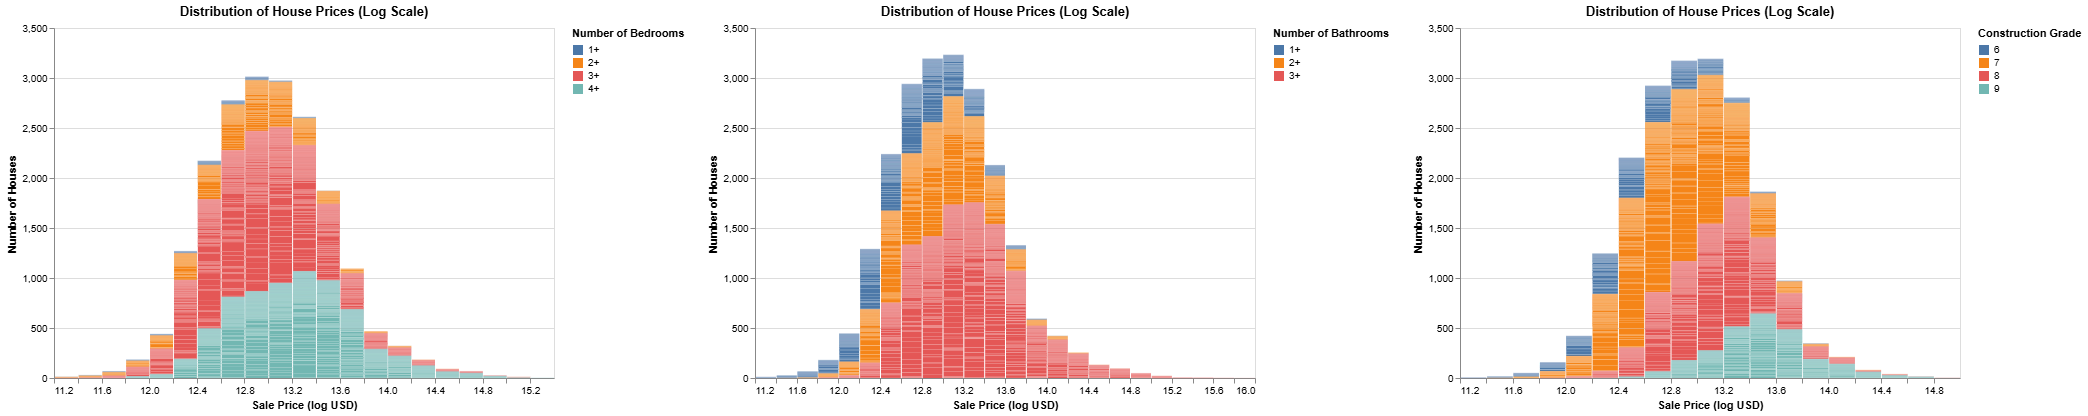 Distribution of House Prices (Log Scale)
Number of Houses
3,500
3,000
2,500
2,000
1,500
1,000
500
0
11.2 11.6 12.0 12.4 12.8 13.2 13.6 14.0 14.4 14.8 15.2
Sale Price (log USD)
Number of Bedrooms
1+
2+
3+
4+
Distribution of House Prices (Log Scale)
Number of Houses
3,500
3,000
2,500
2,000
1,500
1,000
500
0
11.2 11.6 12.0 12.4 12.8 13.2 13.6 14.0 14.4 14.8 15.2 15.6 16.0
Sale Price (log USD)
Number of Bathrooms
1+
2+
3+
Distribution of House Prices (Log Scale)
Number of Houses
3,500
3,000
2,500
2,000
1,500
1,000
500
0
11.2 11.6 12.0 12.4 12.8 13.2 13.6 14.0 14.4 14.8
Sale Price (log USD)
Construction Grade
6
7
8
9